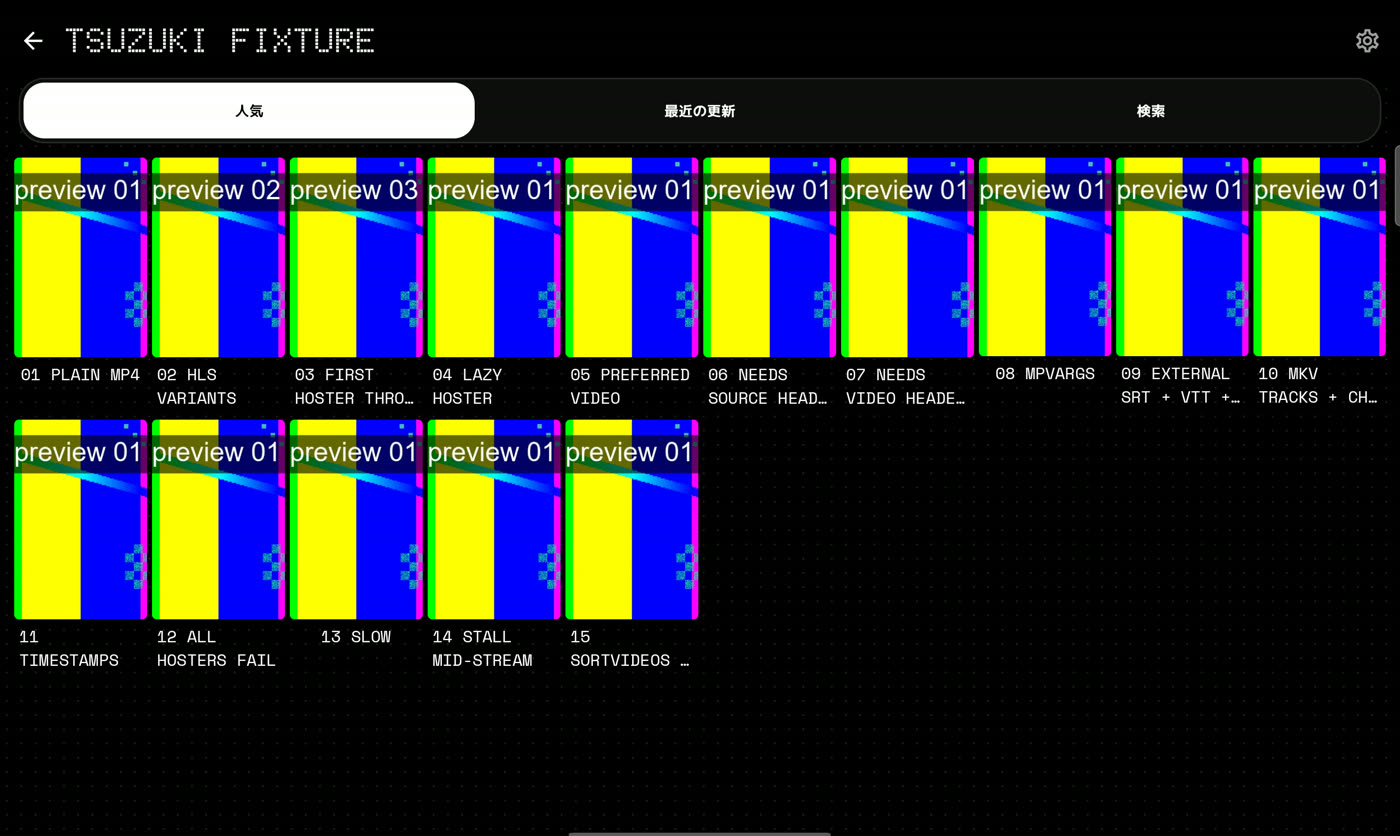 TSUZUKI FIXTURE
人気
最近の更新
検索
preview 01
preview 02
preview 03
preview 01
preview 01
preview 01
preview 01
preview 01
preview 01
preview 01
01 PLAIN MP4
02 HLS
VARIANTS
03 FIRST
HOSTER THRO…
04 LAZY
HOSTER
05 PREFERRED
VIDEO
06 NEEDS
SOURCE HEAD…
07 NEEDS
VIDEO HEADE…
08 MPVARGS
09 EXTERNAL
SRT + VTT +…
10 MKV
TRACKS + CH…
preview 01
preview 01
preview 01
preview 01
preview 01
11
TIMESTAMPS
12 ALL
HOSTERS FAIL
13 SLOW
14 STALL
MID-STREAM
15
SORTVIDEOS …